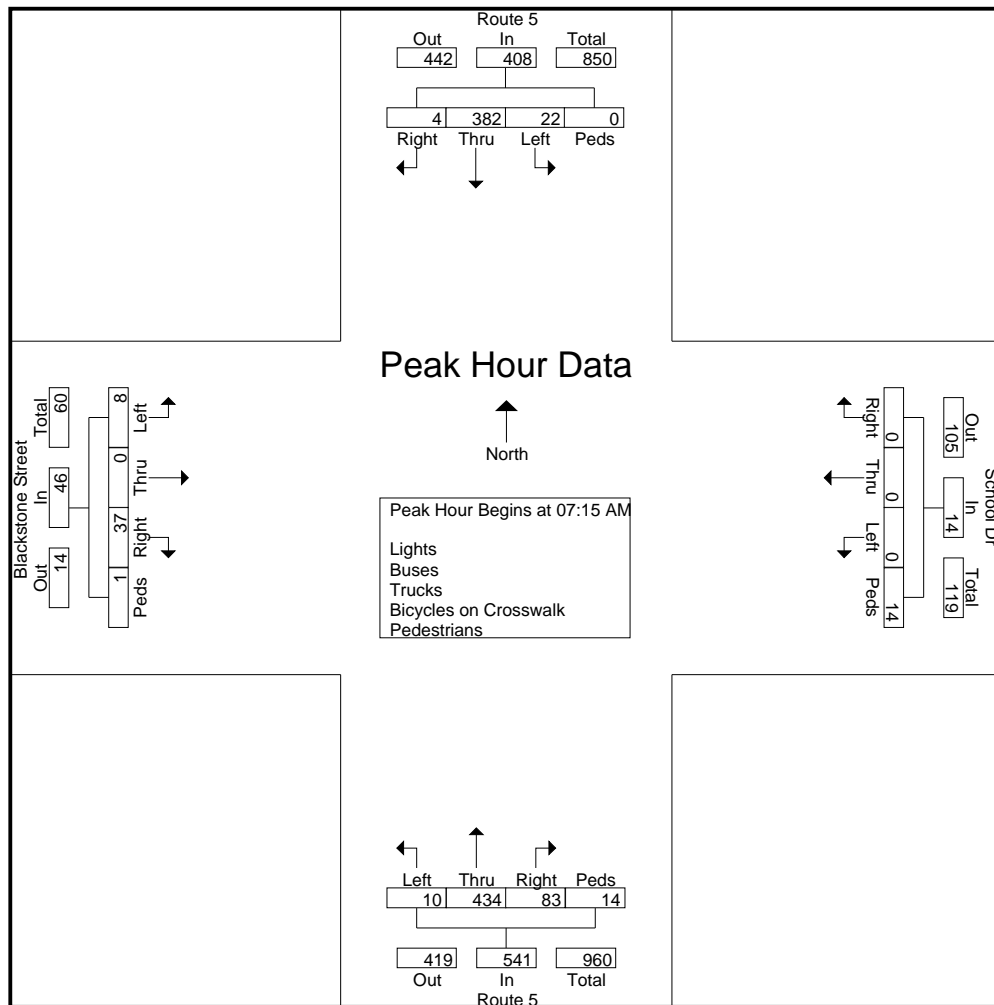 Route 5
Out In Total
442 408 850
4 382 22 0
Right Thru Left Peds
Peak Hour Data
North
Peak Hour Begins at 07:15 AM
Lights
Buses
Trucks
Bicycles on Crosswalk
Pedestrians
Blackstone Street
Out In Total
14 46 60
1 37 0 8
Peds Right Thru Left
School Dr
Out In Total
105 14 119
0 0 0 14
Right Thru Left Peds
Left Thru Right Peds
10 434 83 14
419 541 960
Out In Total
Route 5